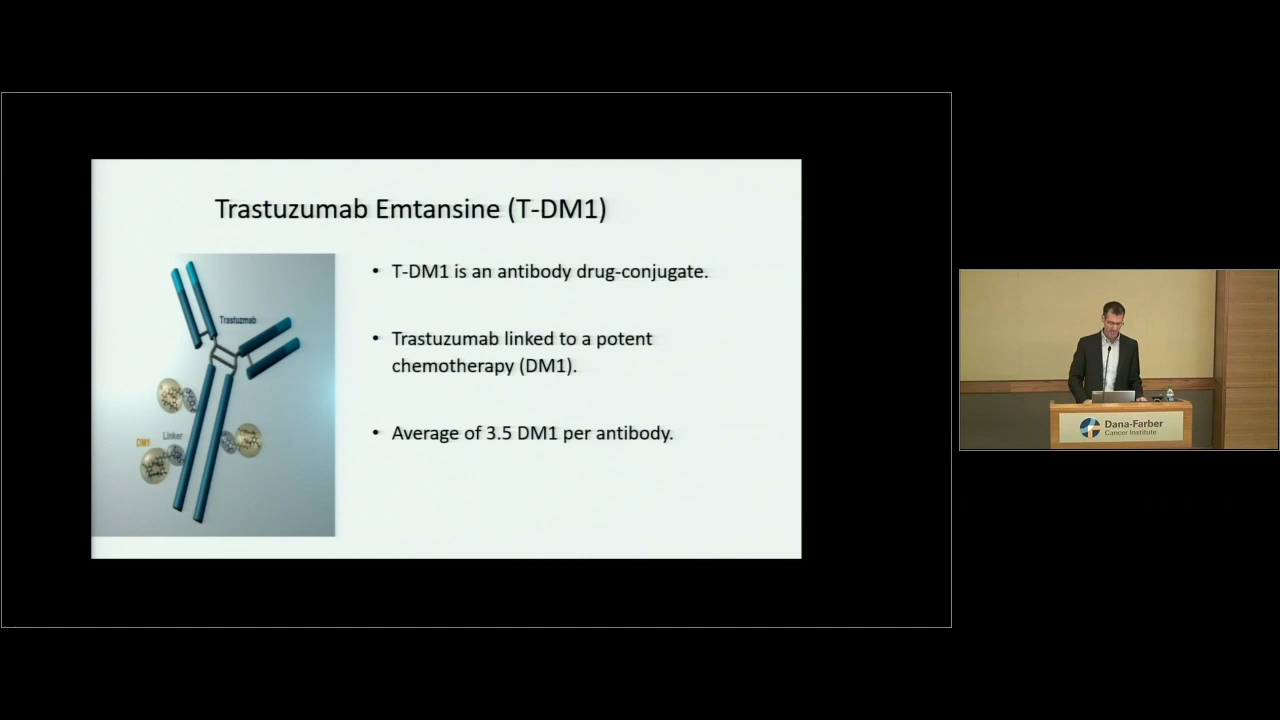 Trastuzumab Emtansine (T-DM1)
• T-DM1 is an antibody drug-conjugate.
• Trastuzumab linked to a potent
chemotherapy (DM1).
• Average of 3.5 DM1 per antibody.
Trastuzmab
DM1
Linker
Dana-Farber
Cancer Institute